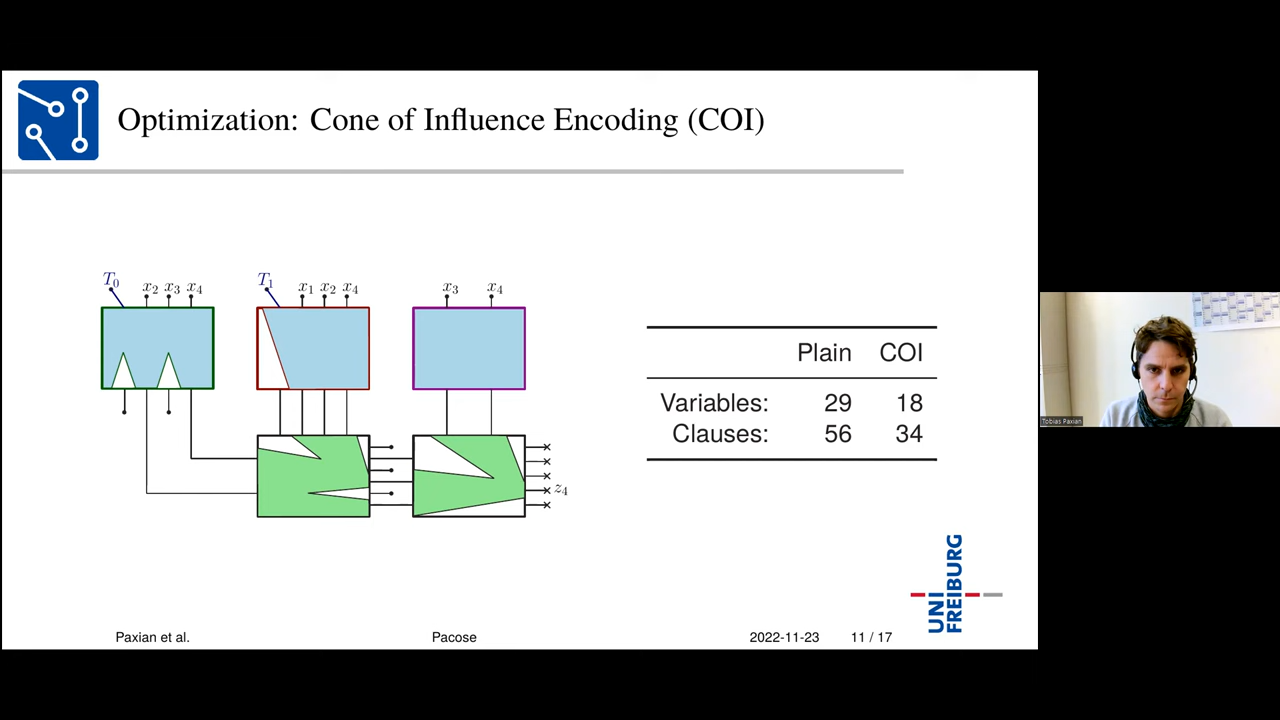 Optimization: Cone of Influence Encoding (COI)
T₀ x₂ x₃ x₄ T₁ x₁ x₂ x₄ x₃ x₄
z₄
Plain COI
Variables: 29 18
Clauses: 56 34
UNI
FREIBURG
Paxian et al. Pacose 2022-11-23 11 / 17
Tobias Paxian